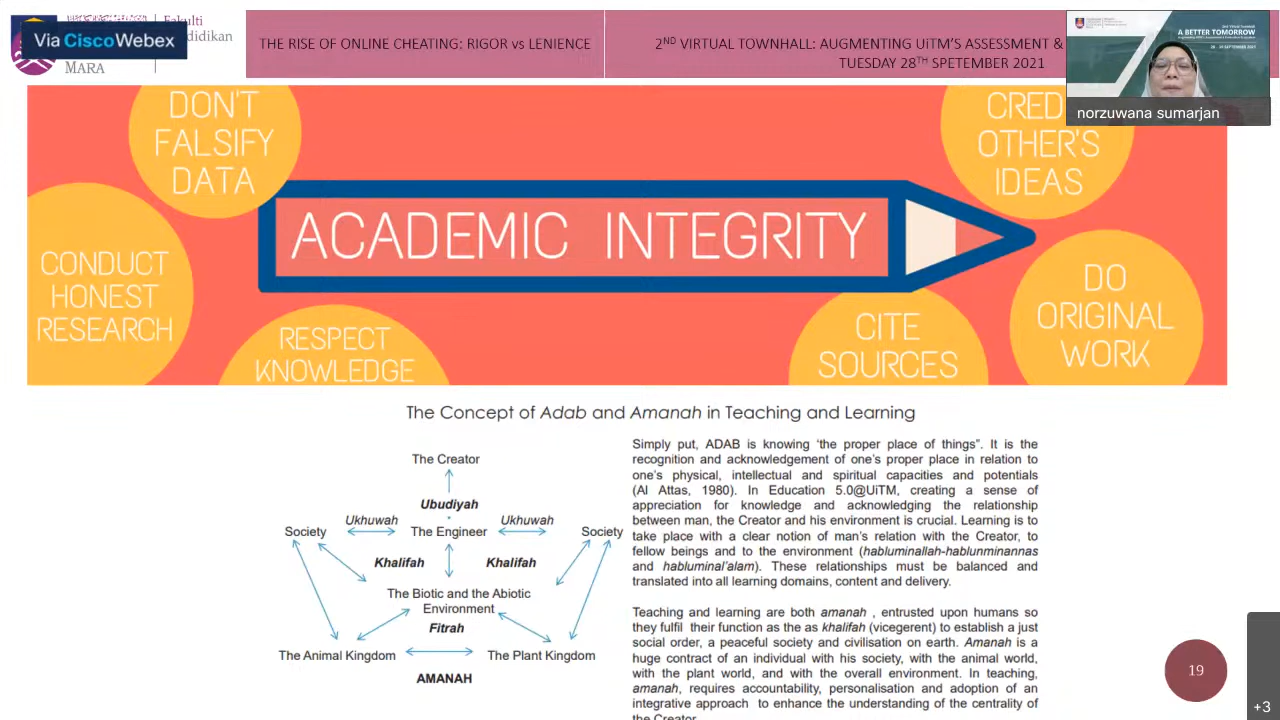 Via CiscoWebex
Fakulti
MARA
THE RISE OF ONLINE CHEATING: RIGOR VS LENIENCE
2ND VIRTUAL TOWNHALL: AUGMENTING UiTM'S ASSESSMENT &
TUESDAY 28TH SPETEMBER 2021
A BETTER TOMORROW
norzuwana sumarjan
DON'T
FALSIFY
DATA
CRED
OTHER'S
IDEAS
ACADEMIC INTEGRITY
CONDUCT
HONEST
RESEARCH
RESPECT
KNOWLEDGE
CITE
SOURCES
DO
ORIGINAL
WORK
The Concept of Adab and Amanah in Teaching and Learning
The Creator
Ubudiyah
Ukhuwah
Ukhuwah
Society
The Engineer
Society
Khalifah
Khalifah
The Biotic and the Abiotic
Environment
Fitrah
The Animal Kingdom
The Plant Kingdom
AMANAH
Simply put, ADAB is knowing 'the proper place of things". It is the
recognition and acknowledgement of one's proper place in relation to
one's physical, intellectual and spiritual capacities and potentials
(Al Attas, 1980). In Education 5.0@UiTM, creating a sense of
appreciation for knowledge and acknowledging the relationship
between man, the Creator and his environment is crucial. Learning is to
take place with a clear notion of man's relation with the Creator, to
fellow beings and to the environment (habluminallah-hablunminannas
and habluminal'alam). These relationships must be balanced and
translated into all learning domains, content and delivery.
Teaching and learning are both amanah , entrusted upon humans so
they fulfil their function as the as khalifah (vicegerent) to establish a just
social order, a peaceful society and civilisation on earth. Amanah is a
huge contract of an individual with his society, with the animal world,
with the plant world, and with the overall environment. In teaching,
amanah, requires accountability, personalisation and adoption of an
integrative approach to enhance the understanding of the centrality of
the Creator
19
+3